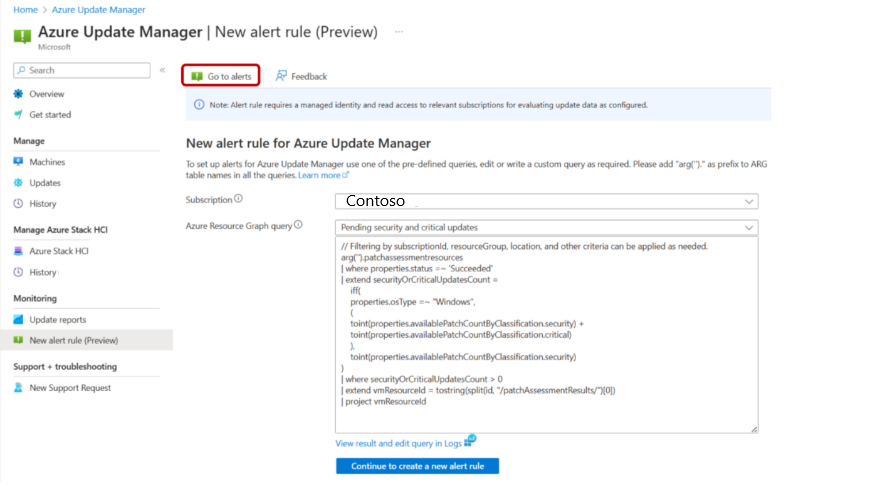 Home > Azure Update Manager
Azure Update Manager | New alert rule (Preview) ...
Microsoft
Search
«
Go to alerts
Feedback
Overview
Get started
Manage
Machines
Updates
History
Manage Azure Stack HCI
Azure Stack HCI
History
Monitoring
Update reports
New alert rule (Preview)
Support + troubleshooting
New Support Request
Note: Alert rule requires a managed identity and read access to relevant subscriptions for evaluating update data as configured.
New alert rule for Azure Update Manager
To set up alerts for Azure Update Manager use one of the pre-defined queries, edit or write a custom query as required. Please add "arg('')." as prefix to ARG
table names in all the queries. Learn more
Subscription
Contoso
Azure Resource Graph query
Pending security and critical updates
// Filtering by subscriptionId, resourceGroup, location, and other criteria can be applied as needed.
arg('').patchassessmentresources
| where properties.status =~ 'Succeeded'
| extend securityOrCriticalUpdatesCount =
iff(
properties.osType =~ "Windows",
(
toint(properties.availablePatchCountByClassification.security) +
toint(properties.availablePatchCountByClassification.critical)
),
toint(properties.availablePatchCountByClassification.security)
)
| where securityOrCriticalUpdatesCount > 0
| extend vmResourceId = tostring(split(id, "/patchAssessmentResults/")[0])
| project vmResourceId
View result and edit query in Logs
Continue to create a new alert rule